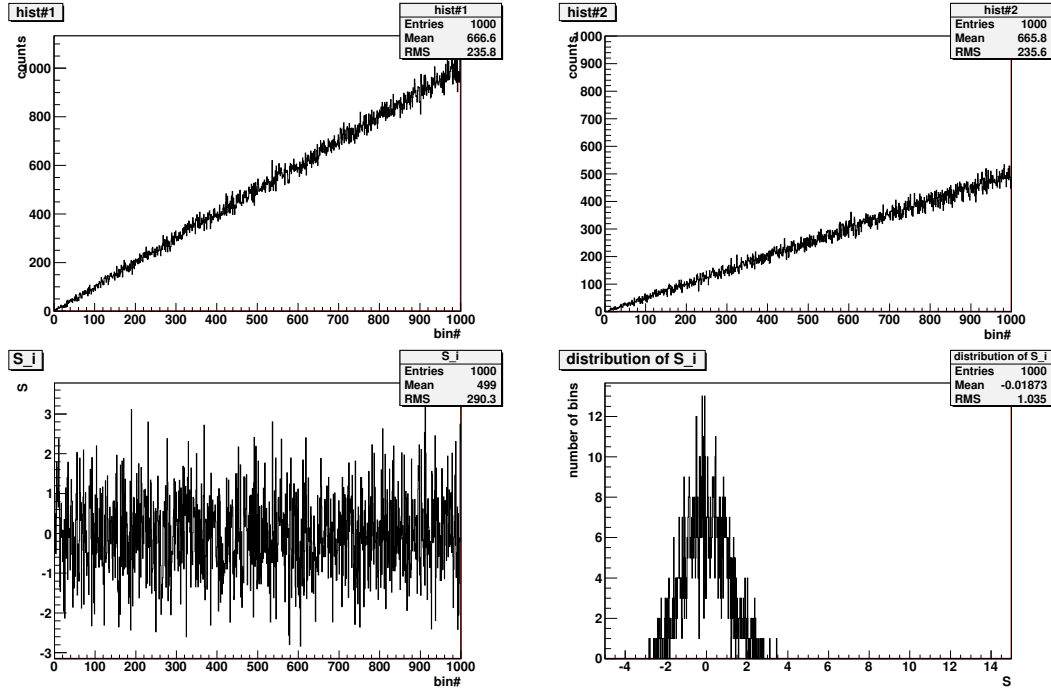 hist#1
hist#1
Entries 1000
Mean 666.6
RMS 235.8
counts
1000
800
600
400
200
0
0 100 200 300 400 500 600 700 800 900 1000
bin#
hist#2
hist#2
Entries 1000
Mean 665.8
RMS 235.6
counts
1000
900
800
700
600
500
400
300
200
100
0
0 100 200 300 400 500 600 700 800 900 1000
bin#
S_i
S_i
Entries 1000
Mean 499
RMS 290.3
S
3
2
1
0
-1
-2
-3
0 100 200 300 400 500 600 700 800 900 1000
bin#
distribution of S_i
distribution of S_i
Entries 1000
Mean -0.01873
RMS 1.035
number of bins
12
10
8
6
4
2
0
-4 -2 0 2 4 6 8 10 12 14
S